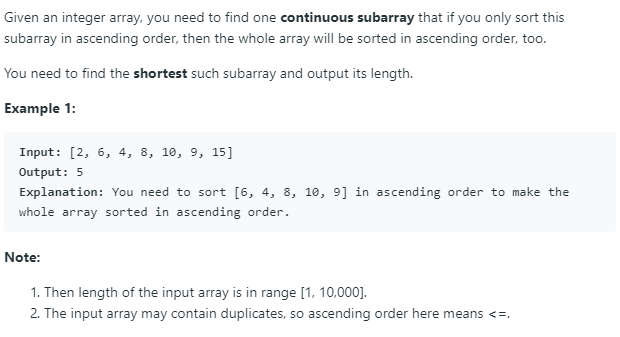 Given an integer array, you need to find one continuous subarray that if you only sort this
subarray in ascending order, then the whole array will be sorted in ascending order, too.
You need to find the shortest such subarray and output its length.
Example 1:
Input: [2, 6, 4, 8, 10, 9, 15]
Output: 5
Explanation: You need to sort [6, 4, 8, 10, 9] in ascending order to make the
whole array sorted in ascending order.
Note:
1. Then length of the input array is in range [1, 10,000].
2. The input array may contain duplicates, so ascending order here means <=.